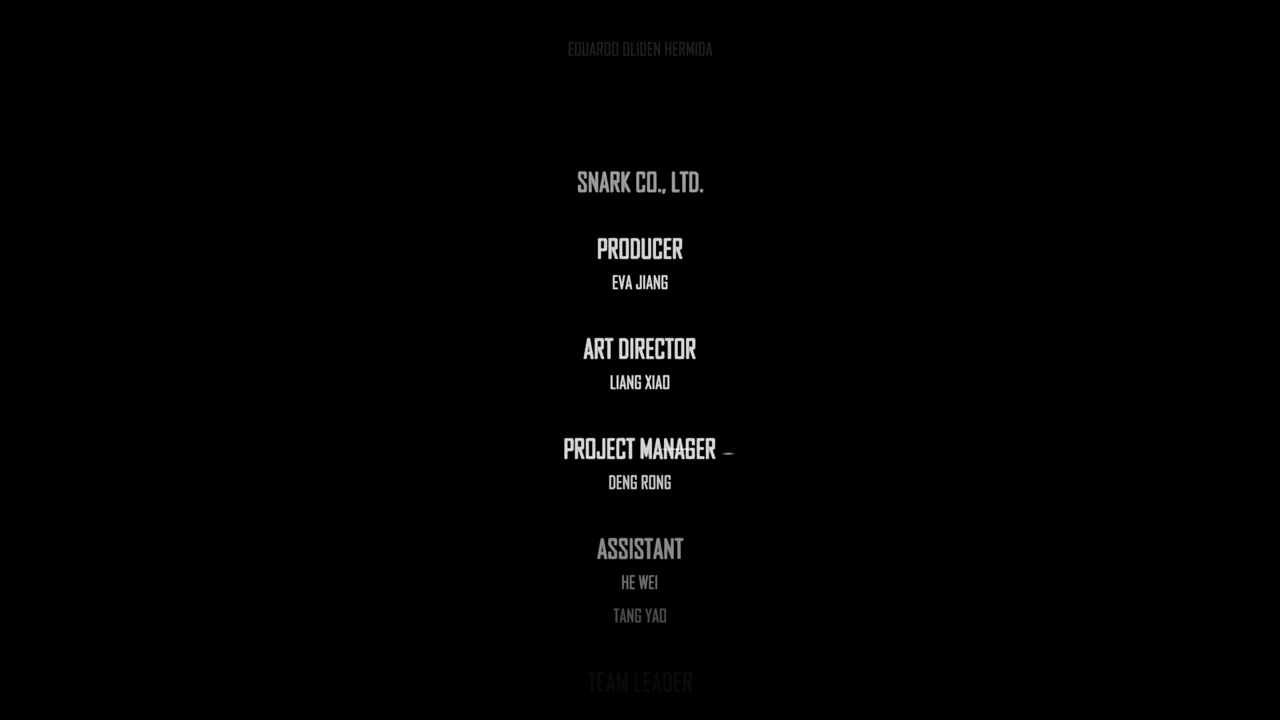 EDUARDO OLIDEN HERMIDA
SNARK CO., LTD.
PRODUCER
EVA JIANG
ART DIRECTOR
LIANG XIAO
PROJECT MANAGER
DENG RONG
ASSISTANT
HE WEI
TANG YAO
TEAM LEADER